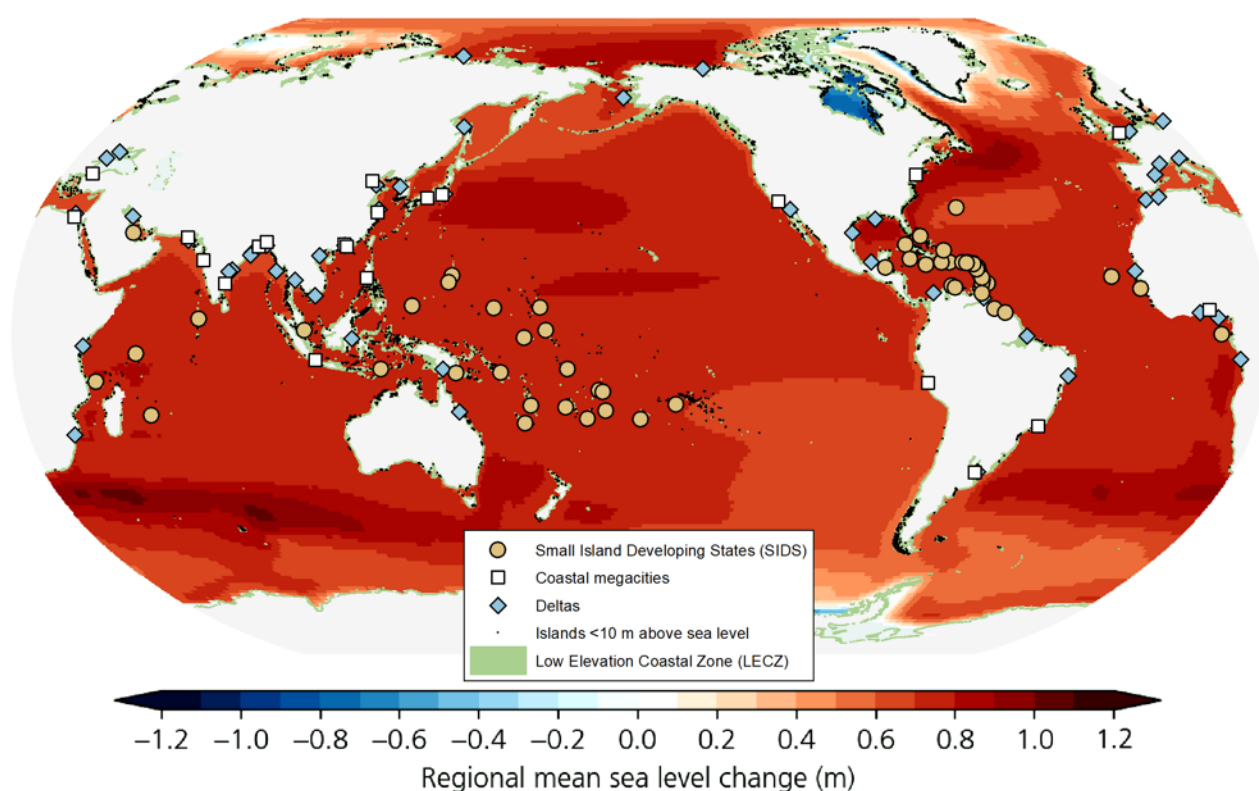 Small Island Developing States (SIDS)
Coastal megacities
Deltas
Islands <10 m above sea level
Low Elevation Coastal Zone (LECZ)
−1.2 −1.0 −0.8 −0.6 −0.4 −0.2 0.0 0.2 0.4 0.6 0.8 1.0 1.2
Regional mean sea level change (m)